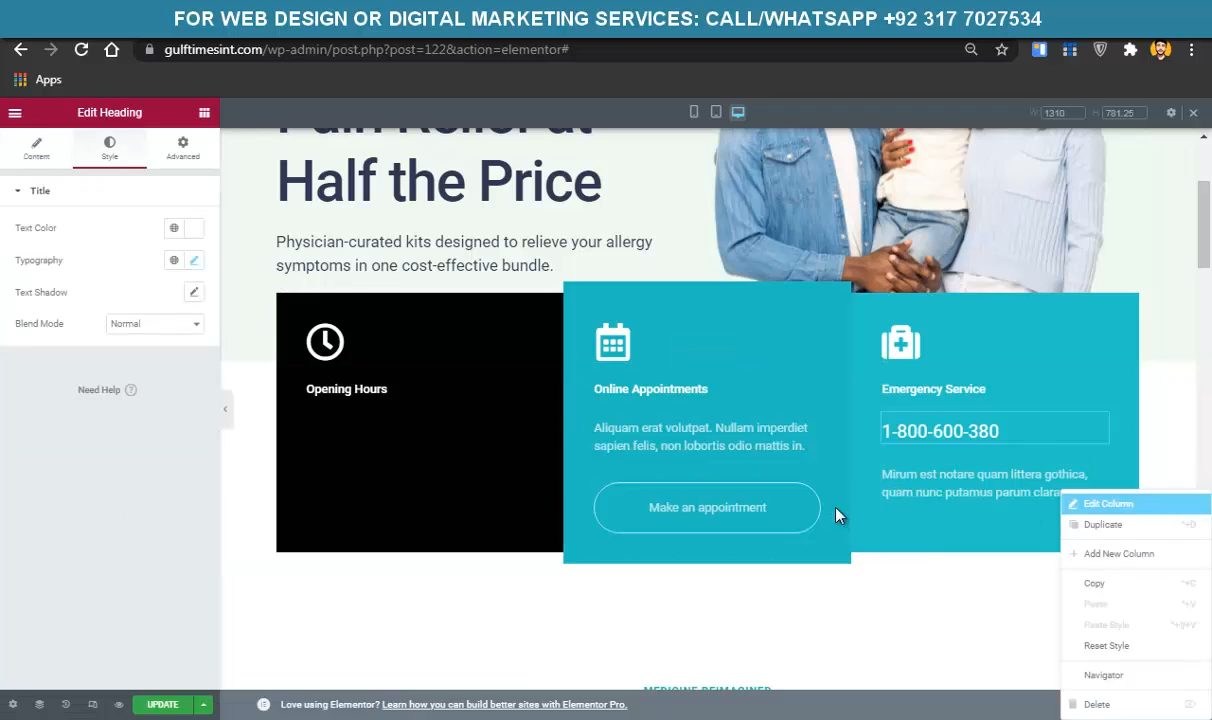 FOR WEB DESIGN OR DIGITAL MARKETING SERVICES: CALL/WHATSAPP +92 317 7027534
gulftimesint.com/wp-admin/post.php?post=122&action=elementor#
Apps
Edit Heading
W 1310 H 781.25
Content
Style
Advanced
Title
Text Color
Typography
Text Shadow
Blend Mode
Normal
Need Help
Pain Relief at
Half the Price
Physician-curated kits designed to relieve your allergy
symptoms in one cost-effective bundle.
Opening Hours
Online Appointments
Aliquam erat volutpat. Nullam imperdiet
sapien felis, non lobortis odio mattis in.
Make an appointment
Emergency Service
1-800-600-380
Mirum est notare quam littera gothica,
quam nunc putamus parum clara
Edit Column
Duplicate ^+D
Add New Column
Copy ^+C
Paste ^+V
Paste Style ^+⇧+V
Reset Style
Navigator
Delete
MEDICINE REIMAGINED
UPDATE
Love using Elementor? Learn how you can build better sites with Elementor Pro.